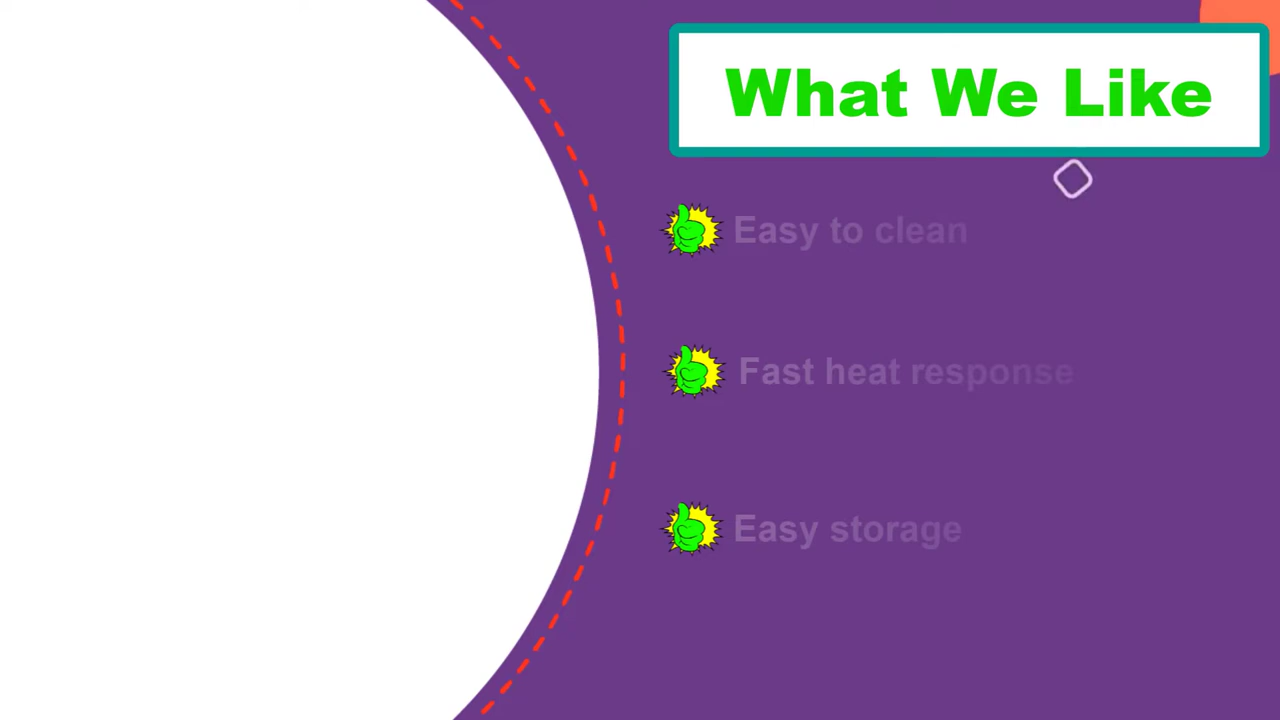 What We Like
Easy to clean
Fast heat response
Easy storage